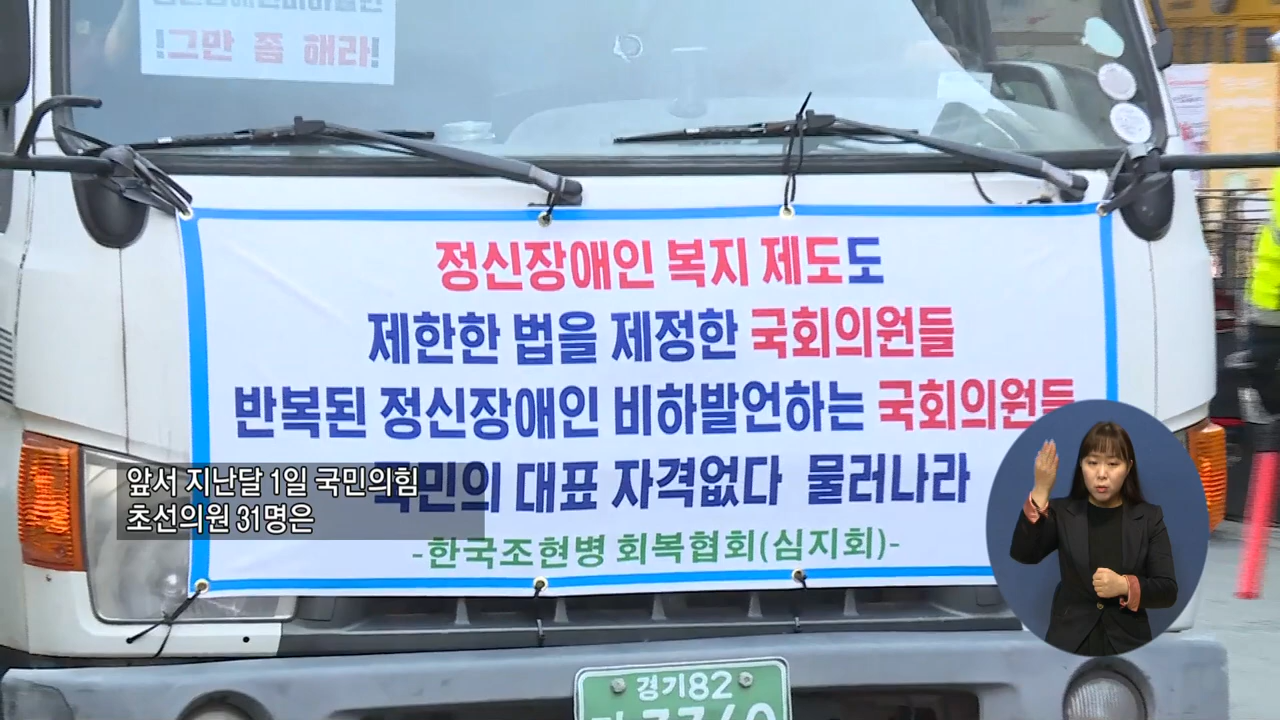 !그만 좀 해라!
정신장애인 복지 제도도
제한한 법을 제정한 국회의원들
반복된 정신장애인 비하발언하는 국회의원들
국민의 대표 자격없다 물러나라
-한국조현병 회복협회(심지회)-
앞서 지난달 1일 국민의힘
초선의원 31명은
경기82